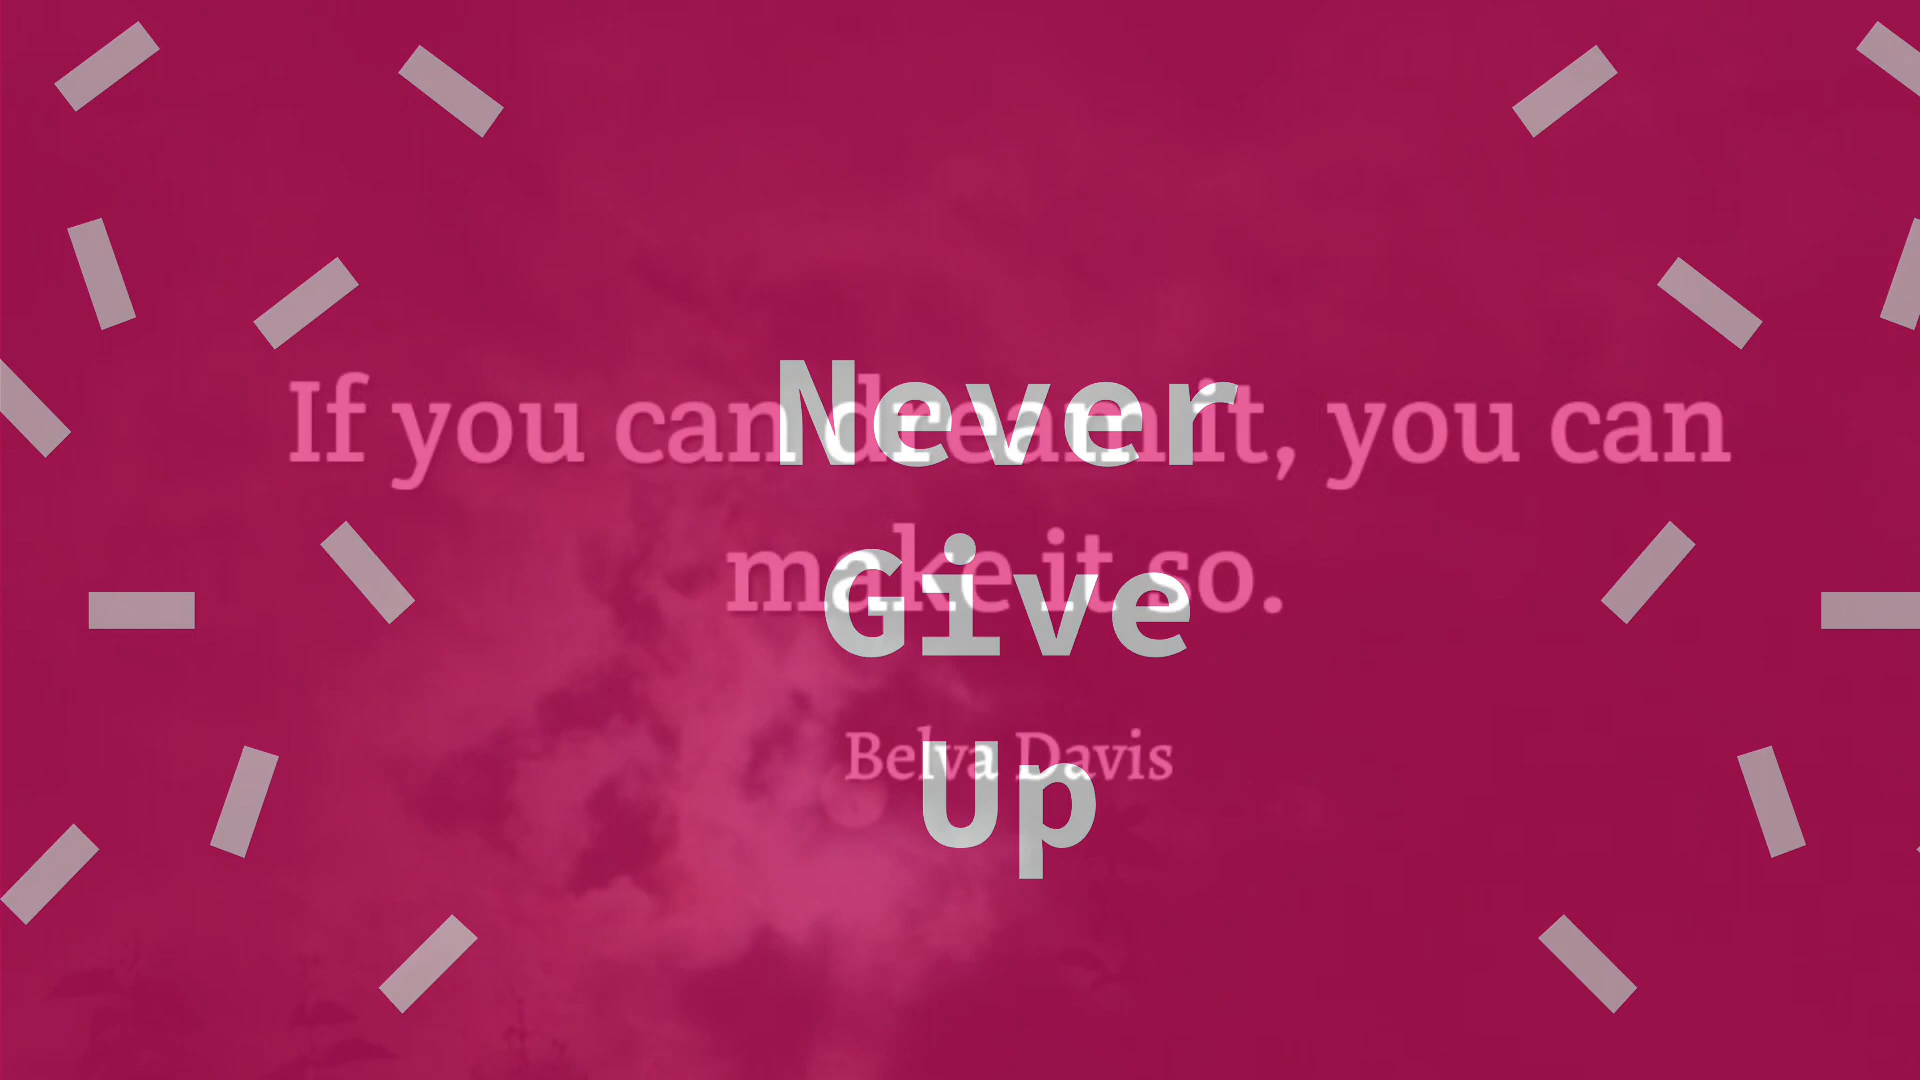 If you can dream it, you can
make it so.
Belva Davis
Never
Give
Up